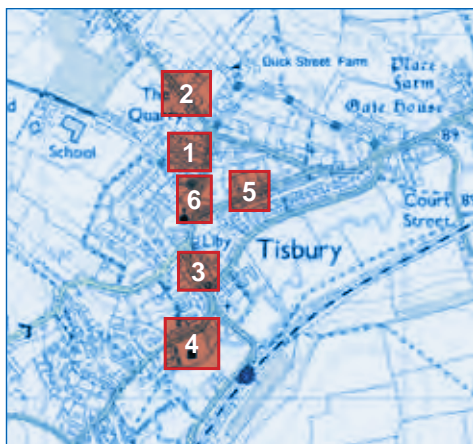 Duck Street Farm
Place
Farm
Gate House
2
The
Quarry
School
1
89
5
6
Court
Street
Liby
Tisbury
3
4